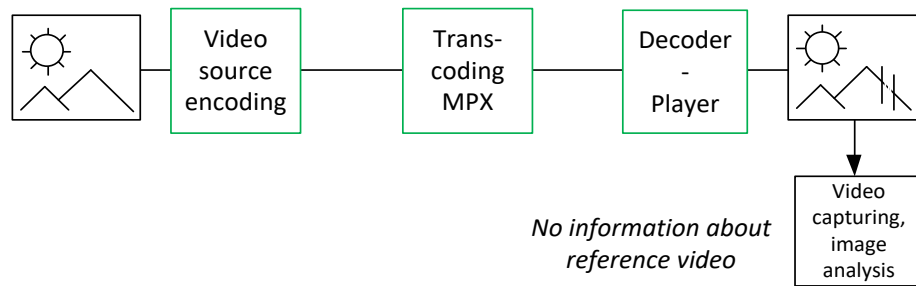 Video
source
encoding
Trans-
coding
MPX
Decoder
-
Player
No information about
reference video
Video
capturing,
image
analysis